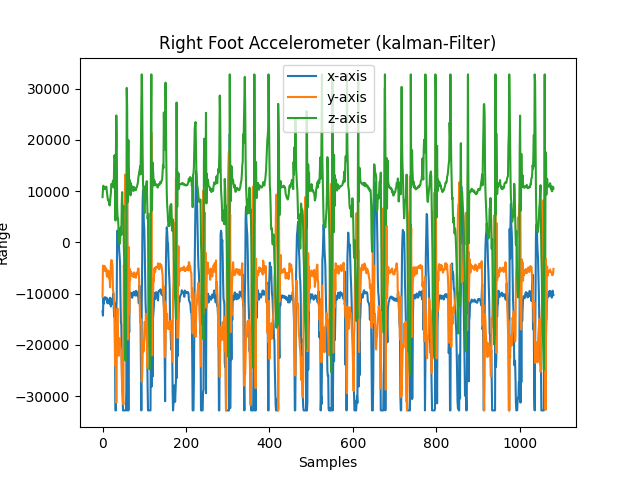 Right Foot Accelerometer (kalman-Filter)
x-axis
y-axis
z-axis
30000
20000
10000
0
−10000
−20000
−30000
Range
0 200 400 600 800 1000
Samples